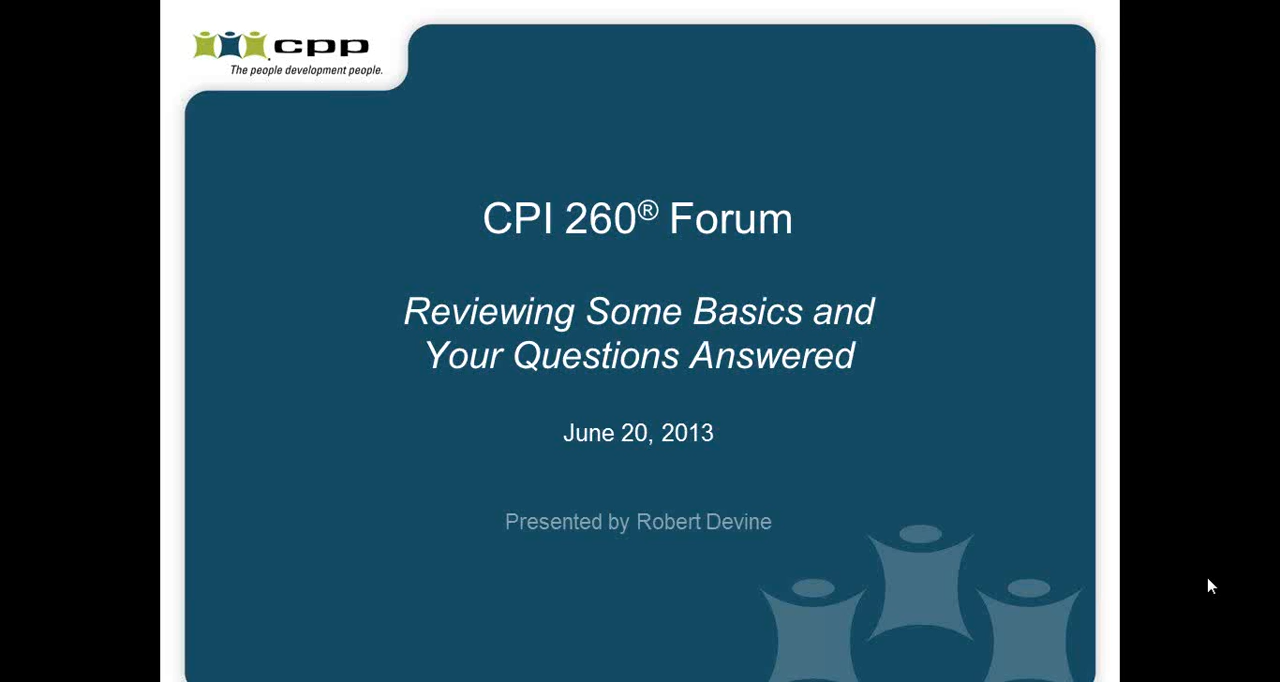 cpp
The people development people.
CPI 260® Forum
Reviewing Some Basics and
Your Questions Answered
June 20, 2013
Presented by Robert Devine